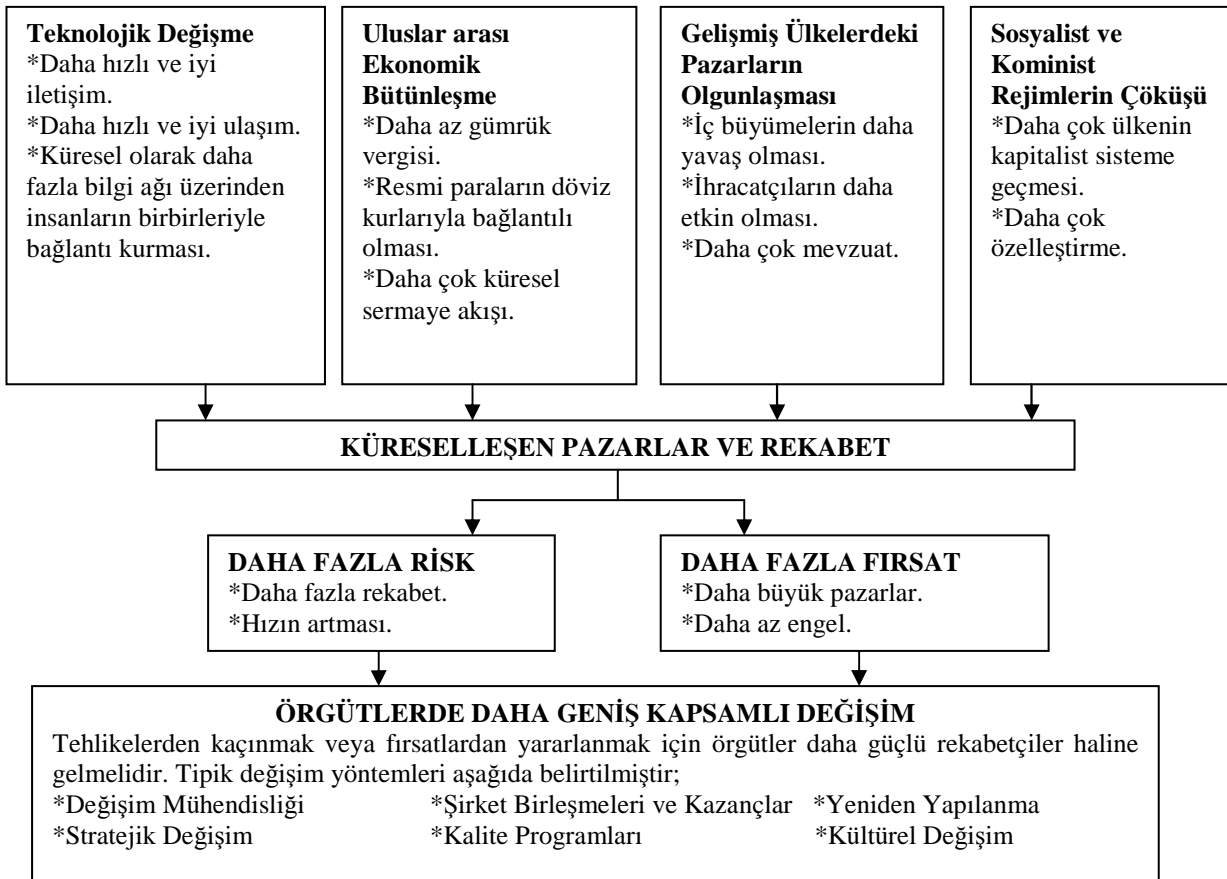 Teknolojik Değişme
*Daha hızlı ve iyi
iletişim.
*Daha hızlı ve iyi ulaşım.
*Küresel olarak daha
fazla bilgi ağı üzerinden
insanların birbirleriyle
bağlantı kurması.
Uluslar arası
Ekonomik
Bütünleşme
*Daha az gümrük
vergisi.
*Resmi paraların döviz
kurlarıyla bağlantılı
olması.
*Daha çok küresel
sermaye akışı.
Gelişmiş Ülkelerdeki
Pazarların
Olgunlaşması
*İç büyümelerin daha
yavaş olması.
*İhracatçıların daha
etkin olması.
*Daha çok mevzuat.
Sosyalist ve
Kominist
Rejimlerin Çöküşü
*Daha çok ülkenin
kapitalist sisteme
geçmesi.
*Daha çok
özelleştirme.
KÜRESELLEŞEN PAZARLAR VE REKABET
DAHA FAZLA RİSK
*Daha fazla rekabet.
*Hızın artması.
DAHA FAZLA FIRSAT
*Daha büyük pazarlar.
*Daha az engel.
ÖRGÜTLERDE DAHA GENİŞ KAPSAMLI DEĞİŞİM
Tehlikelerden kaçınmak veya fırsatlardan yararlanmak için örgütler daha güçlü rekabetçiler haline
gelmelidir. Tipik değişim yöntemleri aşağıda belirtilmiştir;
*Değişim Mühendisliği *Şirket Birleşmeleri ve Kazançlar *Yeniden Yapılanma
*Stratejik Değişim *Kalite Programları *Kültürel Değişim